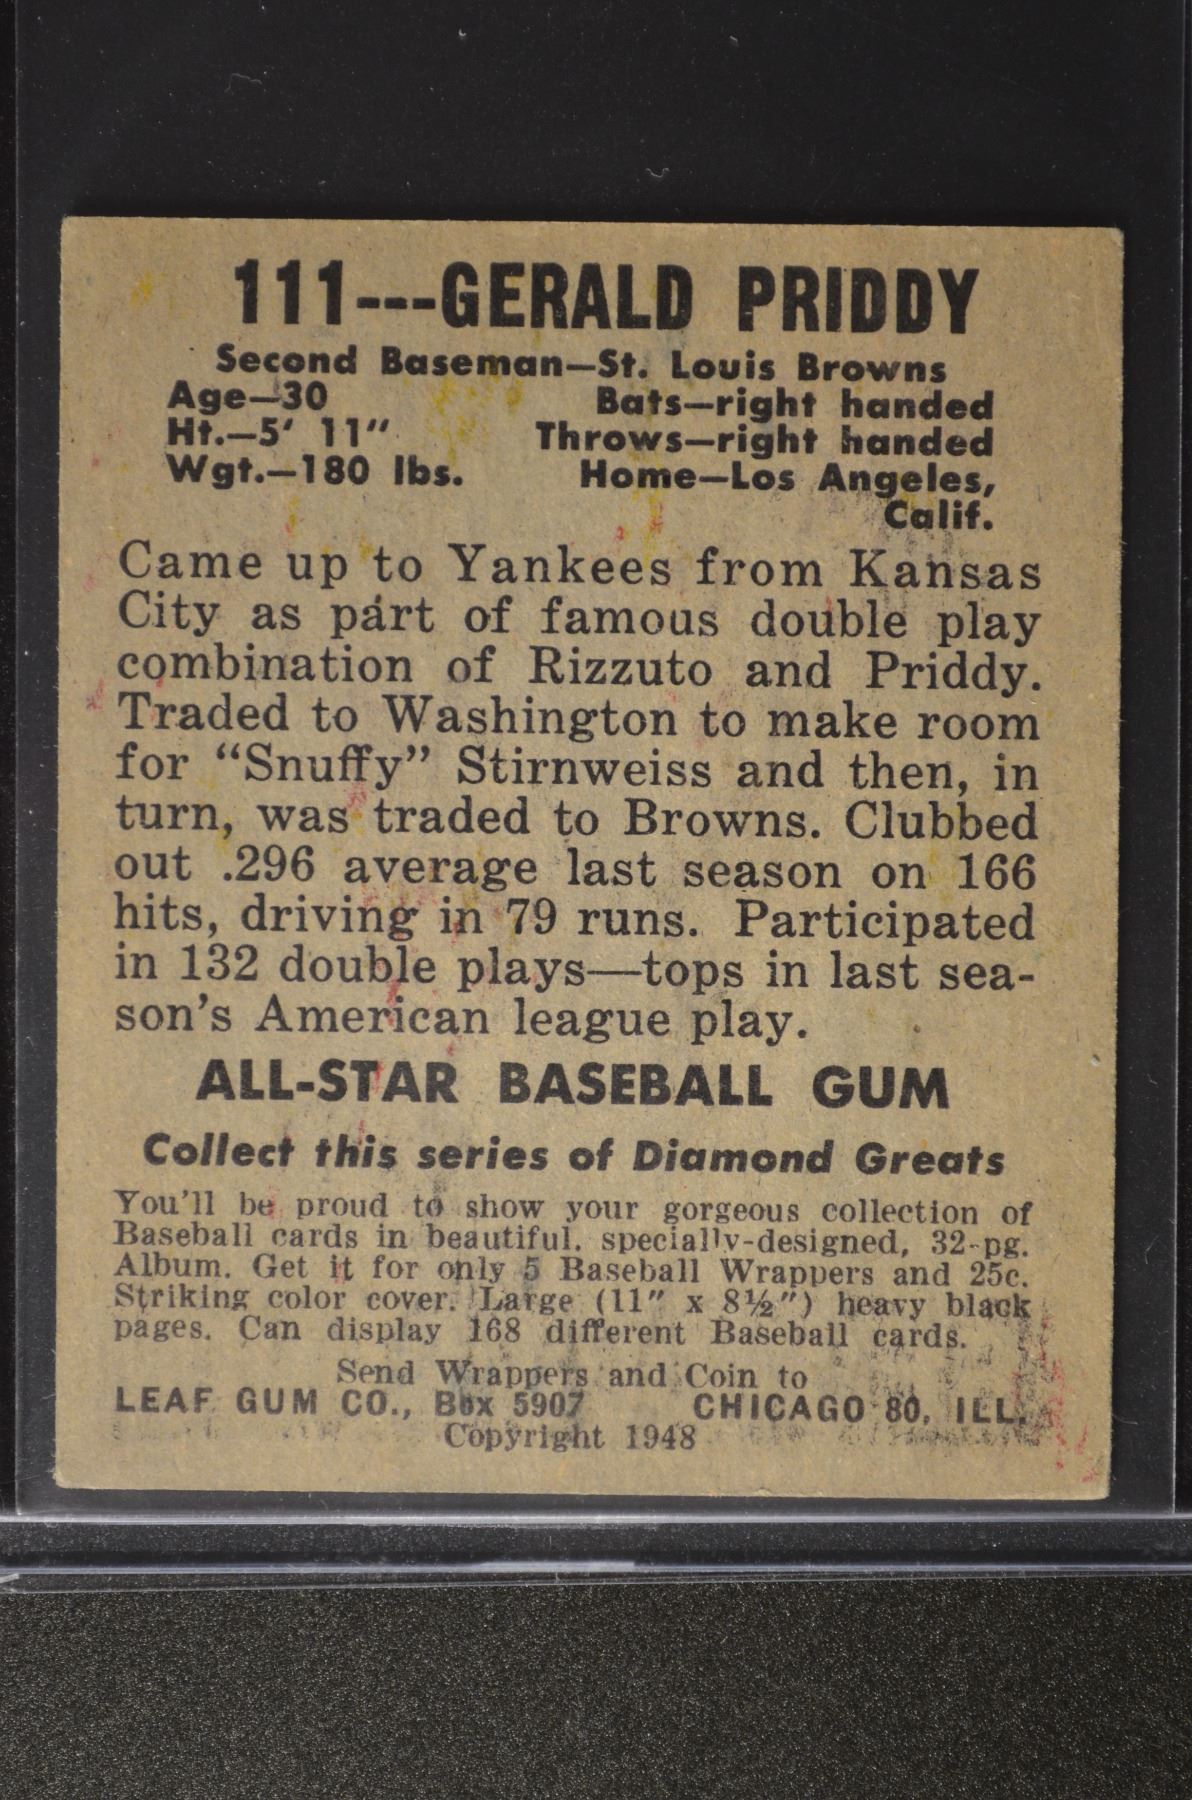 111---GERALD PRIDDY
Second Baseman—St. Louis Browns
Age—30 Bats—right handed
Ht.—5' 11" Throws—right handed
Wgt.—180 lbs. Home—Los Angeles,
Calif.
Came up to Yankees from Kansas
City as part of famous double play
combination of Rizzuto and Priddy.
Traded to Washington to make room
for “Snuffy” Stirnweiss and then, in
turn, was traded to Browns. Clubbed
out .296 average last season on 166
hits, driving in 79 runs. Participated
in 132 double plays—tops in last sea-
son's American league play.
ALL-STAR BASEBALL GUM
Collect this series of Diamond Greats
You'll be proud to show your gorgeous collection of
Baseball cards in beautiful, specially-designed, 32-pg.
Album. Get it for only 5 Baseball Wrappers and 25c.
Striking color cover. Large (11" x 8½") heavy black
pages. Can display 168 different Baseball cards.
Send Wrappers and Coin to
LEAF GUM CO., Box 5907 CHICAGO 80, ILL.
Copyright 1948